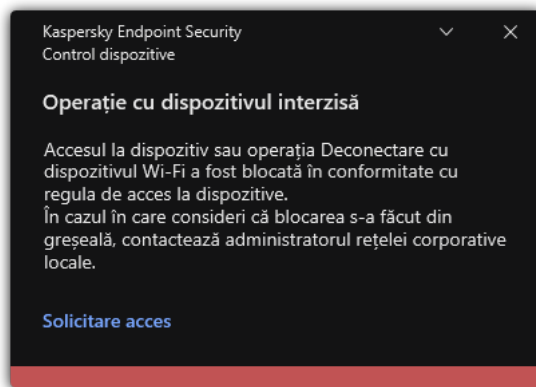 Kaspersky Endpoint Security
Control dispozitive
Operație cu dispozitivul interzisă
Accesul la dispozitiv sau operația Deconectare cu
dispozitivul Wi-Fi a fost blocată în conformitate cu
regula de acces la dispozitive.
În cazul în care consideri că blocarea s-a făcut din
greșeală, contactează administratorul rețelei corporative
locale.
Solicitare acces